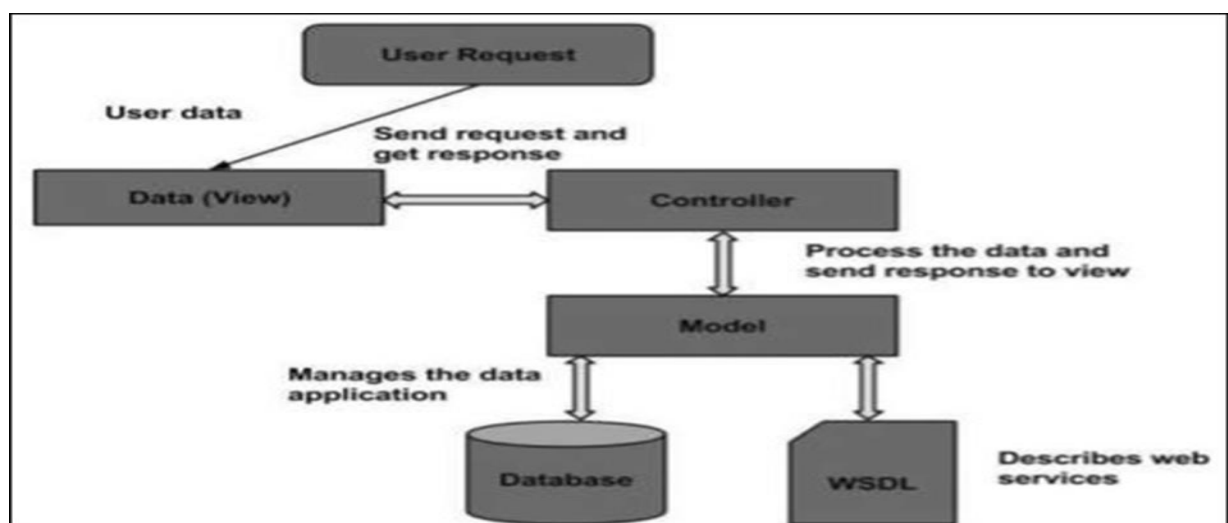 User Request
User data
Send request and
get response
Data (View)
Controller
Process the data and
send response to view
Model
Manages the data
application
Database
WSDL
Describes web
services